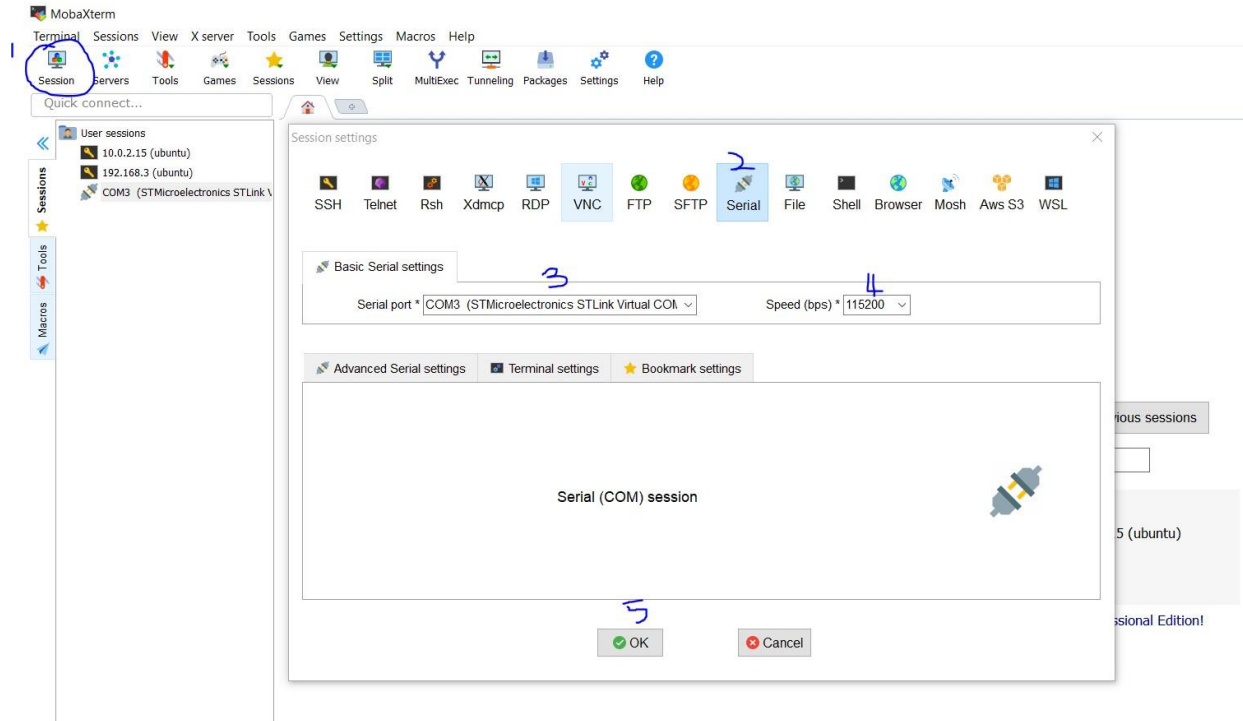 MobaXterm
Terminal Sessions View X server Tools Games Settings Macros Help
1
Session Servers Tools Games Sessions View Split MultiExec Tunneling Packages Settings Help
Quick connect...
User sessions
10.0.2.15 (ubuntu)
192.168.3 (ubuntu)
COM3 (STMicroelectronics STLink
Sessions
Tools
Macros
Session settings
2
SSH Telnet Rsh Xdmcp RDP VNC FTP SFTP Serial File Shell Browser Mosh Aws S3 WSL
Basic Serial settings
3 4
Serial port * COM3 (STMicroelectronics STLink Virtual Speed (bps) * 115200
Advanced Serial settings Terminal settings Bookmark settings
Serial (COM) session
5
OK Cancel
ious sessions
5 (ubuntu)
ssional Edition!